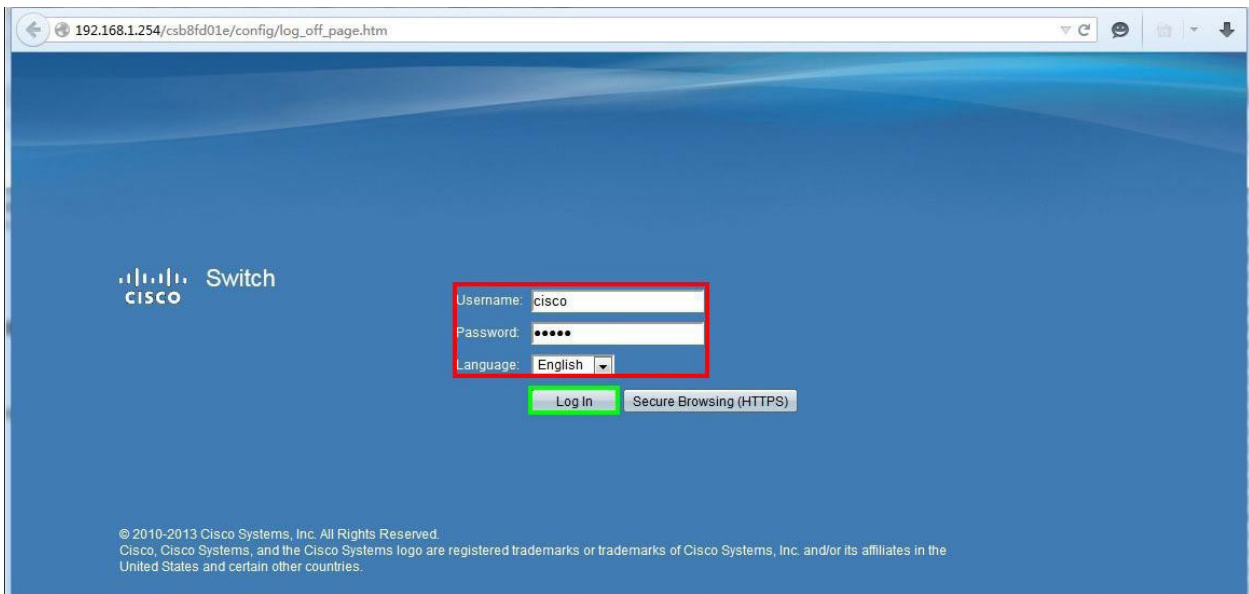 192.168.1.254/csb8fd01e/config/log_off_page.htm
CISCO Switch
Username: cisco
Password: •••••
Language: English
Log In Secure Browsing (HTTPS)
© 2010-2013 Cisco Systems, Inc. All Rights Reserved.
Cisco, Cisco Systems, and the Cisco Systems logo are registered trademarks or trademarks of Cisco Systems, Inc. and/or its affiliates in the
United States and certain other countries.